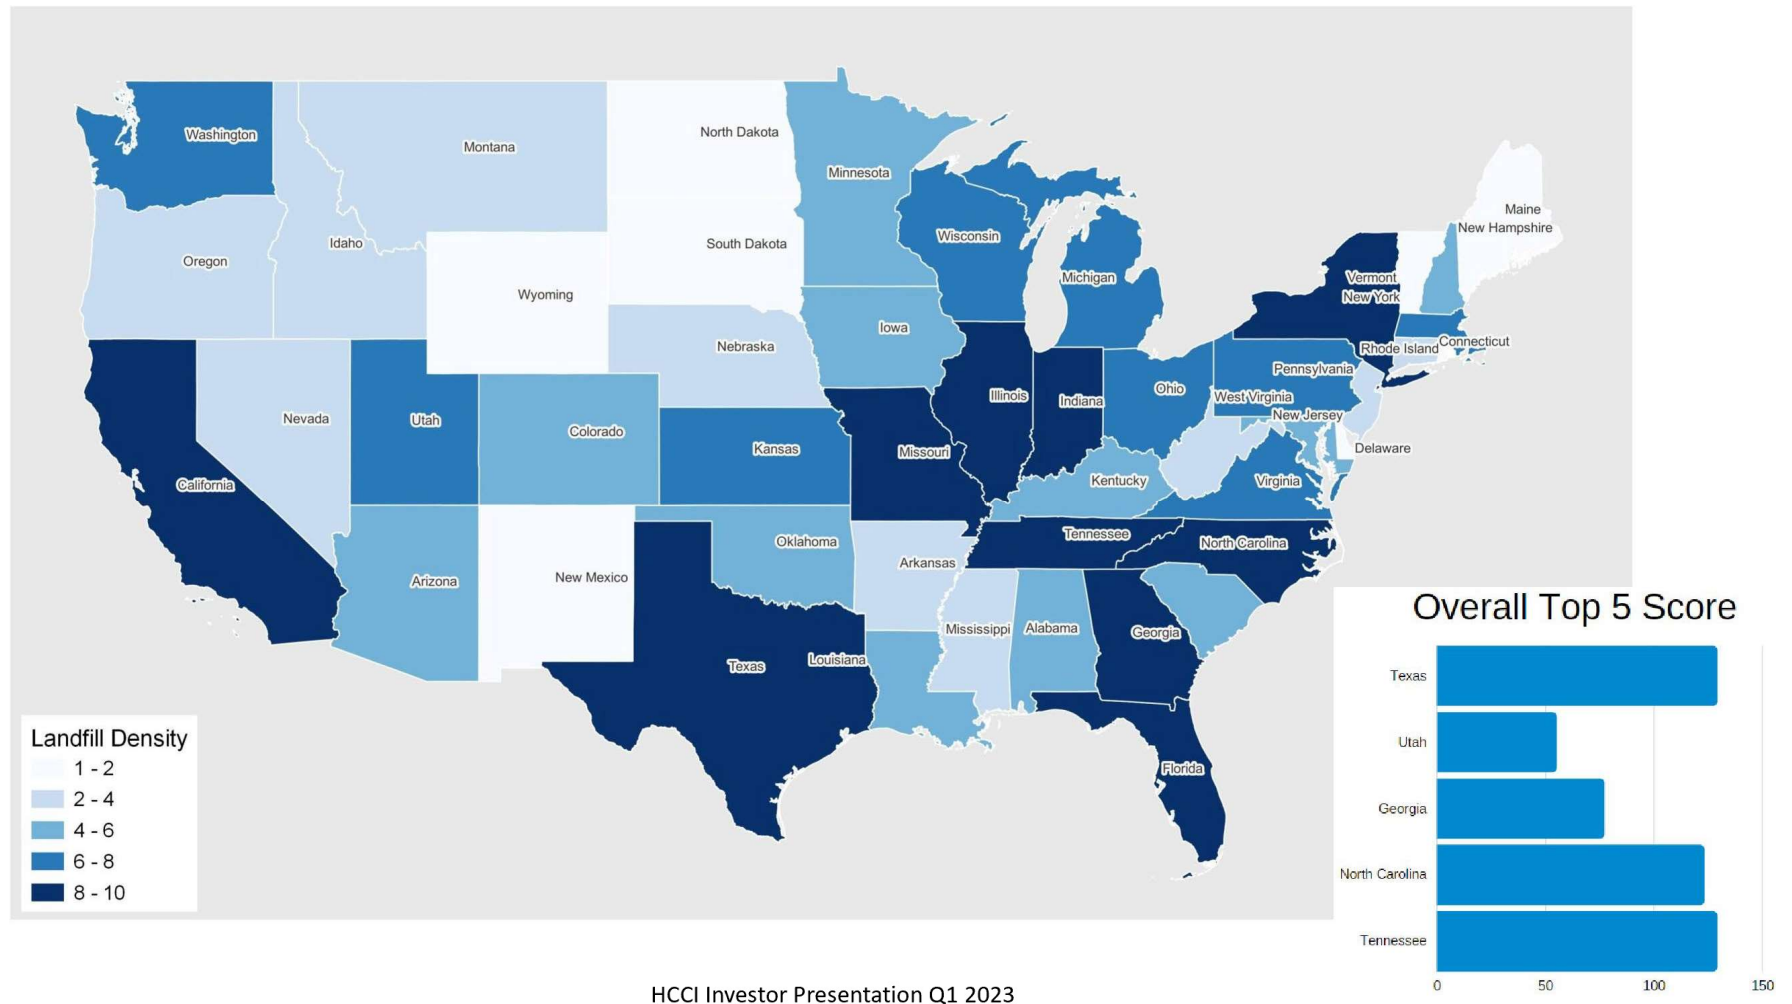 Washington
Montana
North Dakota
Minnesota
Maine
New Hampshire
Oregon
Idaho
Wyoming
South Dakota
Wisconsin
Michigan
Vermont
New York
Nebraska
Iowa
Rhode Island
Connecticut
Pennsylvania
Nevada
Utah
Colorado
Kansas
Missouri
Illinois
Indiana
Ohio
West Virginia
New Jersey
Delaware
California
Kentucky
Virginia
Arizona
New Mexico
Oklahoma
Arkansas
Tennessee
North Carolina
Texas
Louisiana
Mississippi
Alabama
Georgia
Florida
Landfill Density
1 - 2
2 - 4
4 - 6
6 - 8
8 - 10
Overall Top 5 Score
Texas
Utah
Georgia
North Carolina
Tennessee
0 50 100 150
HCCI Investor Presentation Q1 2023